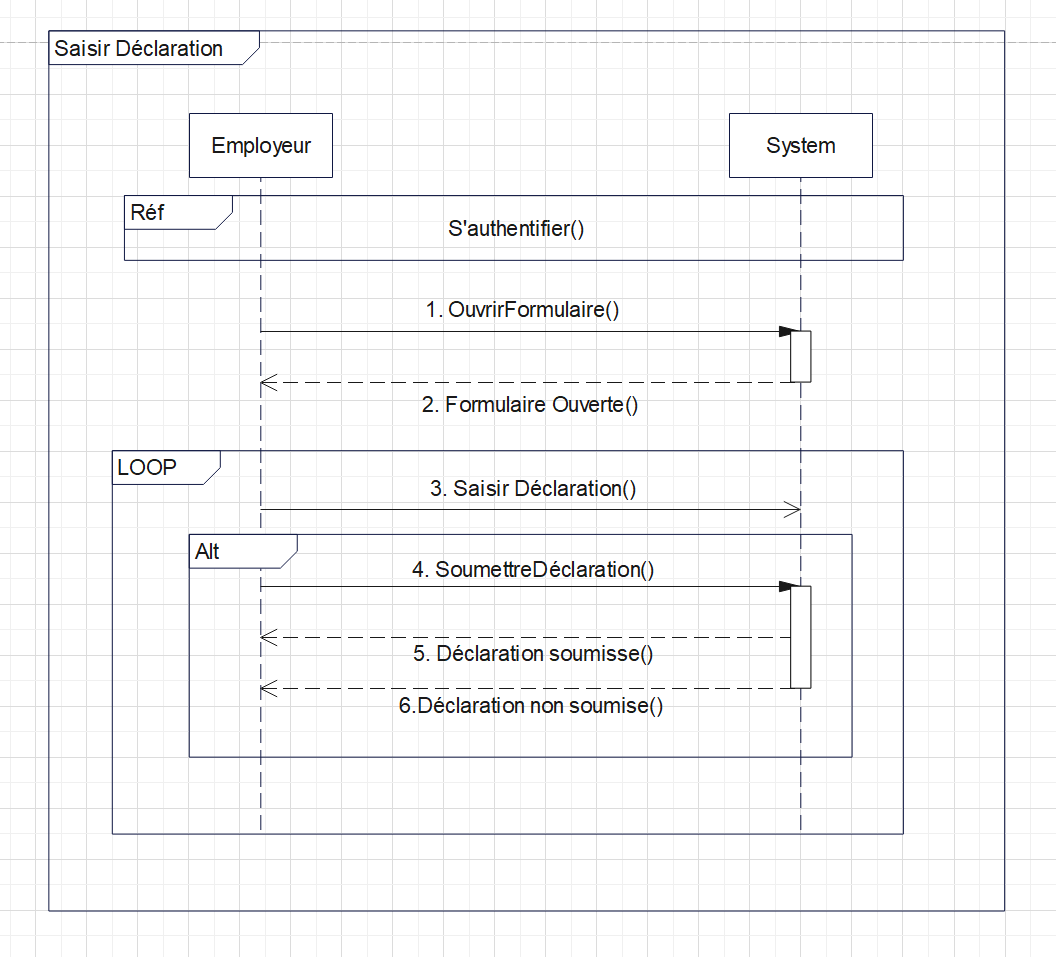 Saisir Déclaration
Employeur
System
Réf
S'authentifier()
1. OuvrirFormulaire()
2. Formulaire Ouverte()
LOOP
3. Saisir Déclaration()
Alt
4. SoumettreDéclaration()
5. Déclaration soumisse()
6.Déclaration non soumise()